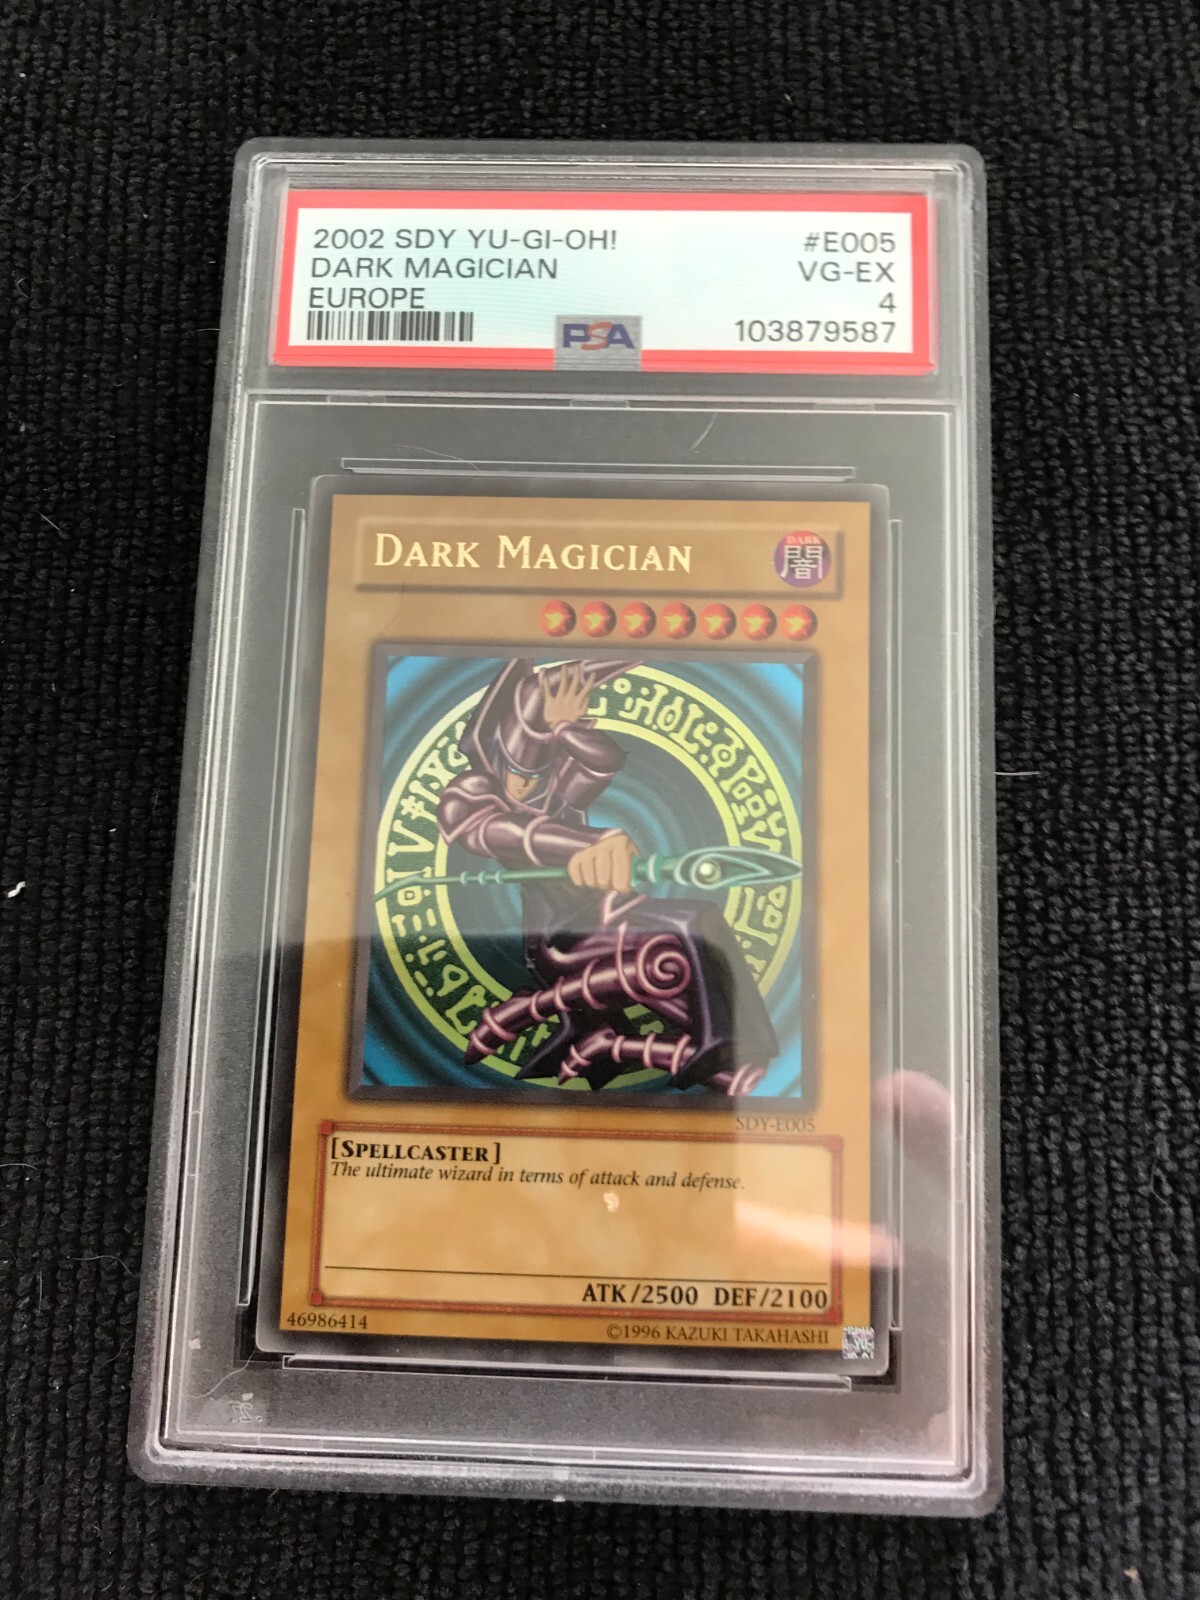 2002 SDY YU-GI-OH! #E005
DARK MAGICIAN VG-EX
EUROPE 4
PSA 103879587
DARK MAGICIAN
DARK
闇
SDY-E005
[SPELLCASTER]
The ultimate wizard in terms of attack and defense.
ATK/2500 DEF/2100
46986414 ©1996 KAZUKI TAKAHASHI